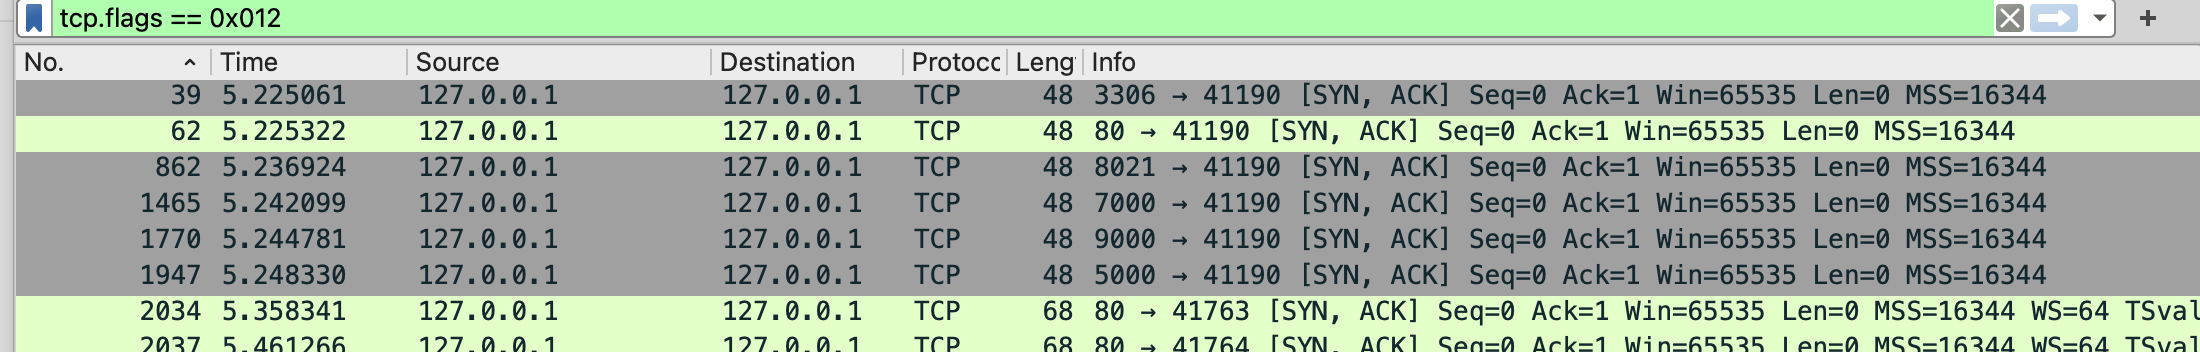 tcp.flags == 0x012
No. Time Source Destination Protocc Leng Info
39 5.225061 127.0.0.1 127.0.0.1 TCP 48 3306 → 41190 [SYN, ACK] Seq=0 Ack=1 Win=65535 Len=0 MSS=16344
62 5.225322 127.0.0.1 127.0.0.1 TCP 48 80 → 41190 [SYN, ACK] Seq=0 Ack=1 Win=65535 Len=0 MSS=16344
862 5.236924 127.0.0.1 127.0.0.1 TCP 48 8021 → 41190 [SYN, ACK] Seq=0 Ack=1 Win=65535 Len=0 MSS=16344
1465 5.242099 127.0.0.1 127.0.0.1 TCP 48 7000 → 41190 [SYN, ACK] Seq=0 Ack=1 Win=65535 Len=0 MSS=16344
1770 5.244781 127.0.0.1 127.0.0.1 TCP 48 9000 → 41190 [SYN, ACK] Seq=0 Ack=1 Win=65535 Len=0 MSS=16344
1947 5.248330 127.0.0.1 127.0.0.1 TCP 48 5000 → 41190 [SYN, ACK] Seq=0 Ack=1 Win=65535 Len=0 MSS=16344
2034 5.358341 127.0.0.1 127.0.0.1 TCP 68 80 → 41763 [SYN, ACK] Seq=0 Ack=1 Win=65535 Len=0 MSS=16344 WS=64 TSval
2037 5.461266 127.0.0.1 127.0.0.1 TCP 68 80 → 41764 [SYN, ACK] Seq=0 Ack=1 Win=65535 Len=0 MSS=16344 WS=64 TSval